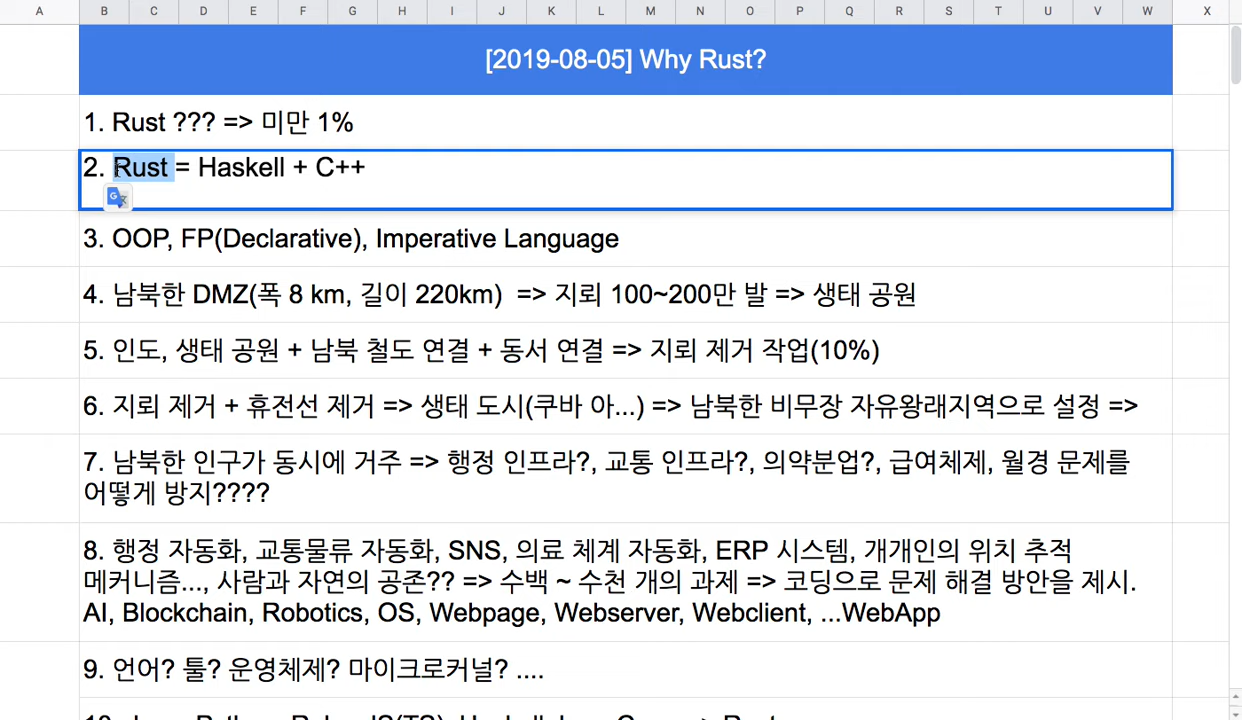 A B C D E F G H I J K L M N O P Q R S T U V W X
[2019-08-05] Why Rust?
1. Rust ??? => 미만 1%
2. Rust = Haskell + C++
3. OOP, FP(Declarative), Imperative Language
4. 남북한 DMZ(폭 8 km, 길이 220km) => 지뢰 100~200만 발 => 생태 공원
5. 인도, 생태 공원 + 남북 철도 연결 + 동서 연결 => 지뢰 제거 작업(10%)
6. 지뢰 제거 + 휴전선 제거 => 생태 도시(쿠바 아...) => 남북한 비무장 자유왕래지역으로 설정 =>
7. 남북한 인구가 동시에 거주 => 행정 인프라?, 교통 인프라?, 의약분업?, 급여체제, 월경 문제를
어떻게 방지????
8. 행정 자동화, 교통물류 자동화, SNS, 의료 체계 자동화, ERP 시스템, 개개인의 위치 추적
메커니즘..., 사람과 자연의 공존?? => 수백 ~ 수천 개의 과제 => 코딩으로 문제 해결 방안을 제시.
AI, Blockchain, Robotics, OS, Webpage, Webserver, Webclient, ...WebApp
9. 언어? 툴? 운영체제? 마이크로커널? ....